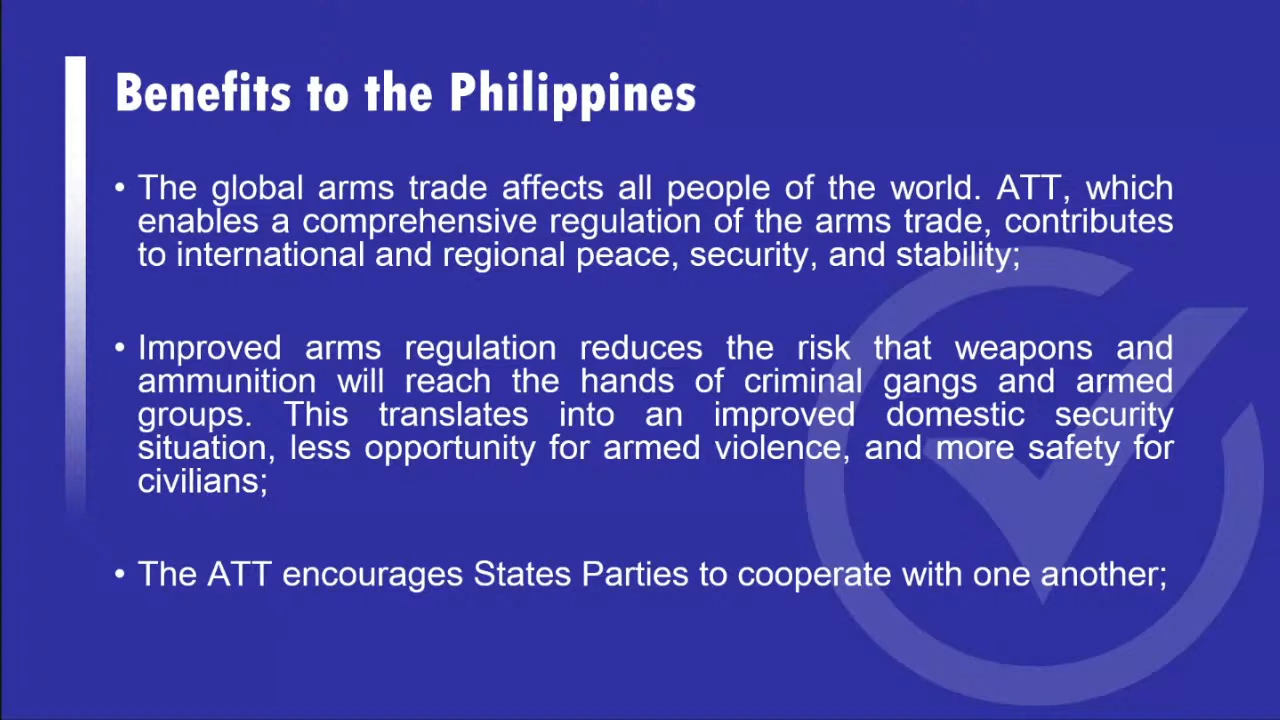 Benefits to the Philippines
• The global arms trade affects all people of the world. ATT, which
enables a comprehensive regulation of the arms trade, contributes
to international and regional peace, security, and stability;
• Improved arms regulation reduces the risk that weapons and
ammunition will reach the hands of criminal gangs and armed
groups. This translates into an improved domestic security
situation, less opportunity for armed violence, and more safety for
civilians;
• The ATT encourages States Parties to cooperate with one another;